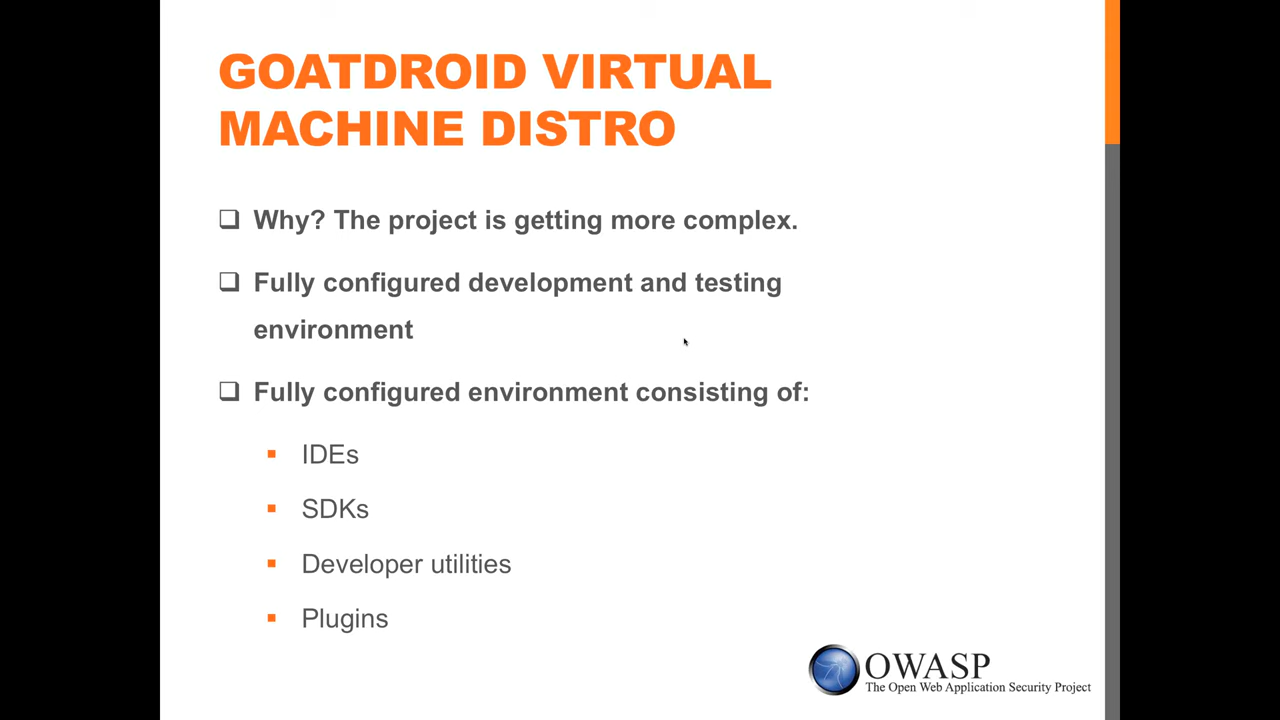 GOATDROID VIRTUAL
MACHINE DISTRO
Why? The project is getting more complex.
Fully configured development and testing
environment
Fully configured environment consisting of:
IDEs
SDKs
Developer utilities
Plugins
OWASP
The Open Web Application Security Project